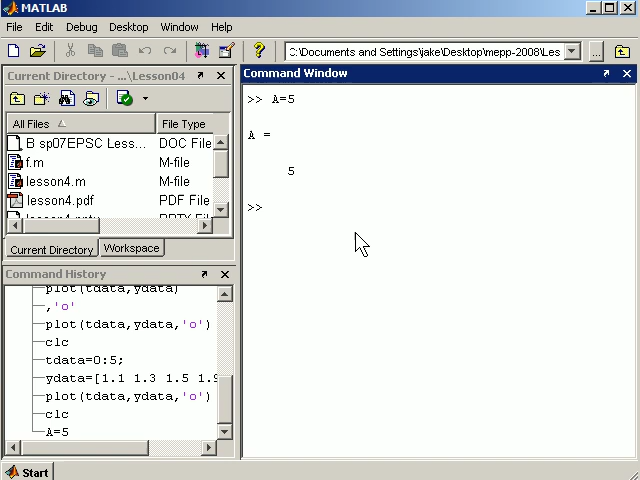 MATLAB
File Edit Debug Desktop Window Help
C:\Documents and Settings\jake\Desktop\mepp-2008\Les
...
Current Directory - ...\Lesson04
All Files File Type
B sp07EPSC Less... DOC File
f.m M-file
lesson4.m M-file
lesson4.pdf PDF File
Current Directory Workspace
Command History
plot(tdata,ydata)
,'o'
plot(tdata,ydata,'o')
clc
tdata=0:5;
ydata=[1.1 1.3 1.5 1.9
plot(tdata,ydata,'o')
clc
A=5
Command Window
>> A=5
A =
5
>>
Start